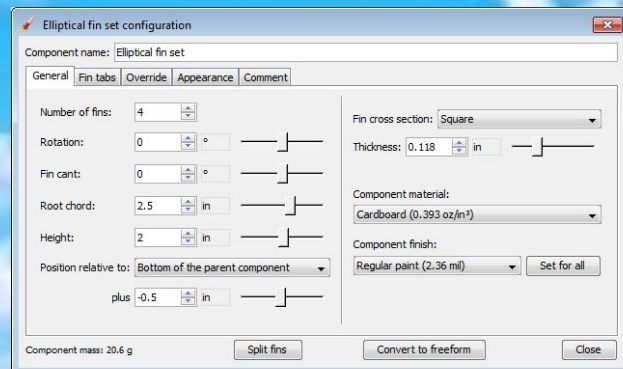 Elliptical fin set configuration
Component name: Elliptical fin set
General Fin tabs Override Appearance Comment
Number of fins: 4
Rotation: 0 °
Fin cant: 0 °
Root chord: 2.5 in
Height: 2 in
Position relative to: Bottom of the parent component
plus -0.5 in
Fin cross section: Square
Thickness: 0.118 in
Component material:
Cardboard (0.393 oz/in³)
Component finish:
Regular paint (2.36 mil) Set for all
Component mass: 20.6 g Split fins Convert to freeform Close